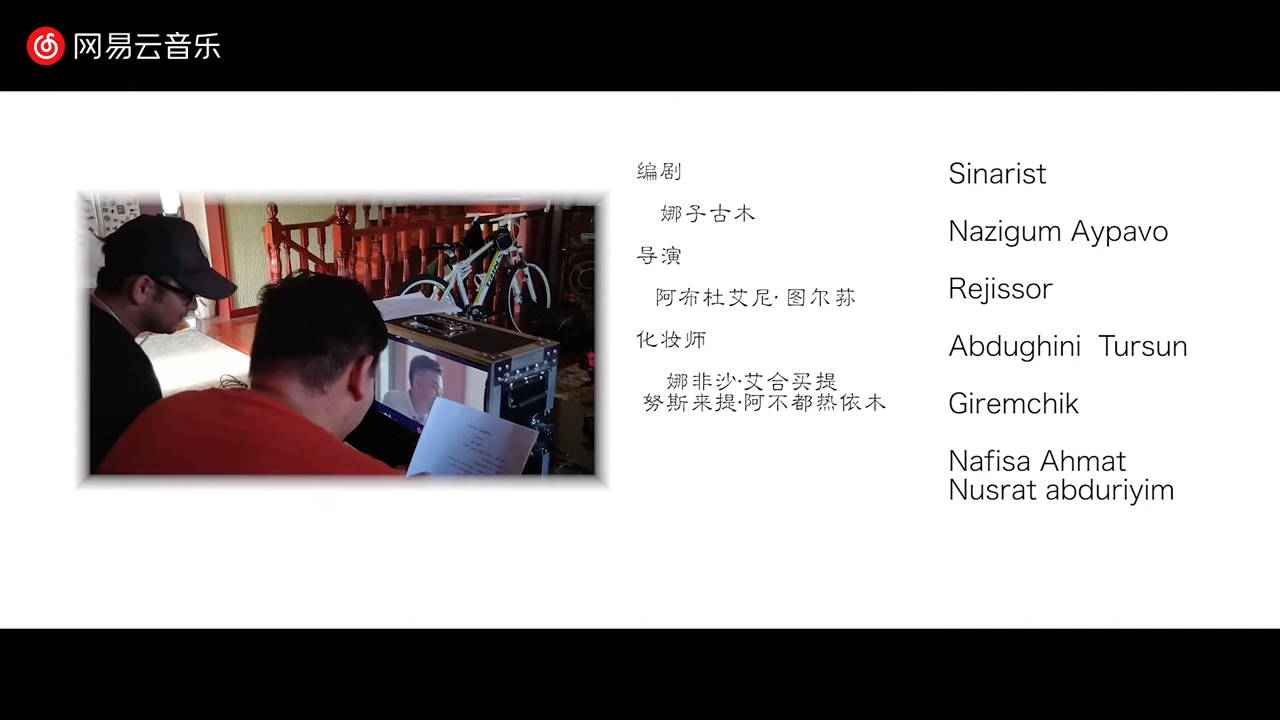 网易云音乐
编剧
娜孜古木
导演
阿布杜艾尼·图尔荪
化妆师
娜菲沙·艾合买提
努斯来提·阿不都热依木
Sinarist
Nazigum Aypavo
Rejissor
Abdughini Tursun
Giremchik
Nafisa Ahmat
Nusrat abduriyim